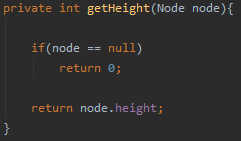 private int getHeight(Node node){
if(node == null)
return 0;
return node.height;
}